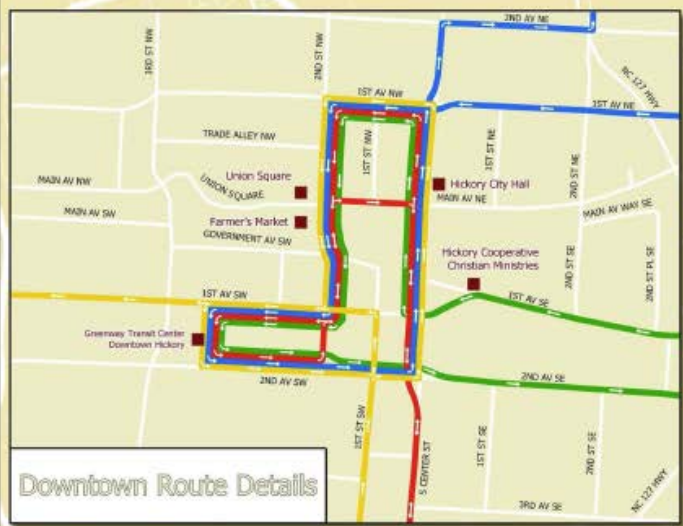 2ND AV NE
3RD ST NW
2ND ST NW
NC 127 HWY
1ST AV NW
1ST AV NE
TRADE ALLEY NW
1ST ST NW
1ST ST NE
2ND ST NE
Union Square
MAIN AV NW
UNION SQUARE
Hickory City Hall
MAIN AV NE
MAIN AV WAY SE
MAIN AV SW
Farmer's Market
GOVERNMENT AV SW
Hickory Cooperative
Christian Ministries
2ND ST SE
2ND ST PL SE
1ST AV SW
1ST AV SE
Greenway Transit Center
Downtown Hickory
2ND AV SW
2ND AV SE
1ST ST SW
S CENTER ST
1ST ST SE
2ND ST SE
NC 127 HWY
3RD AV SE
Downtown Route Details